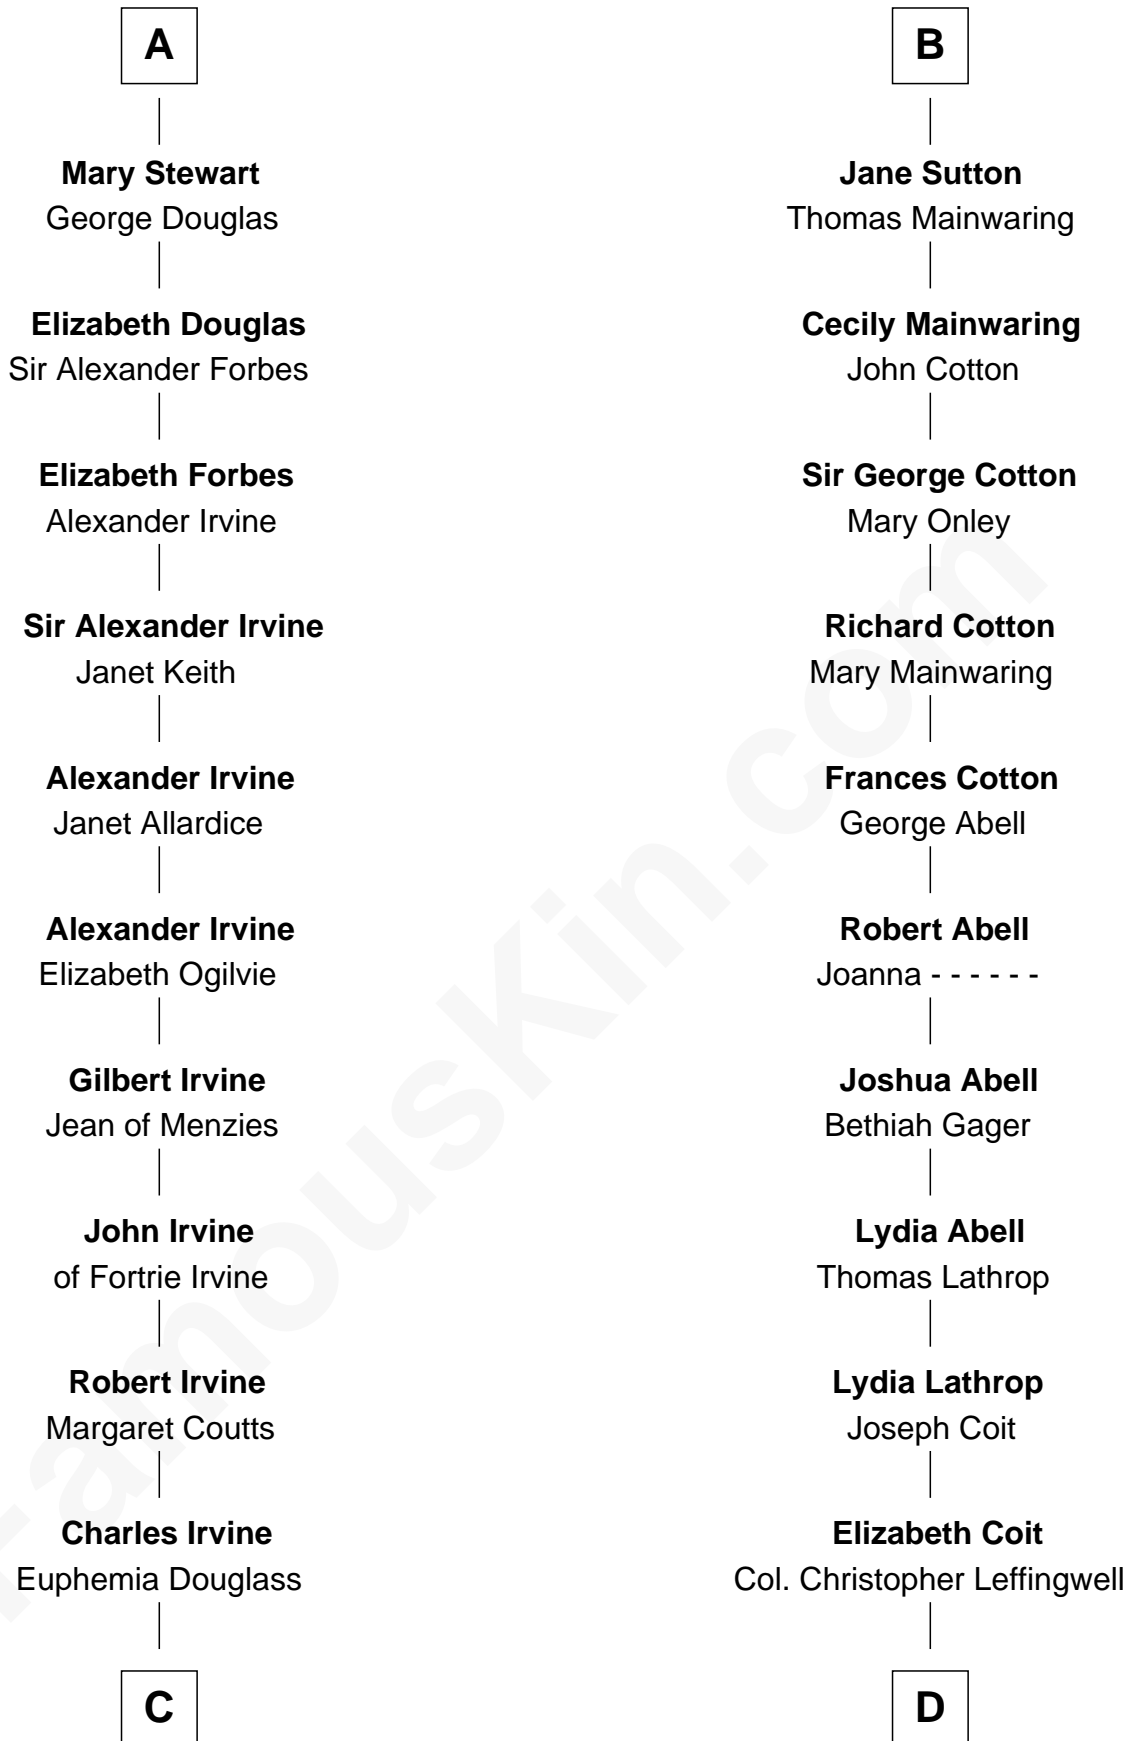 A
Mary Stewart
George Douglas
Elizabeth Douglas
Sir Alexander Forbes
Elizabeth Forbes
Alexander Irvine
Sir Alexander Irvine
Janet Keith
Alexander Irvine
Janet Allardice
Alexander Irvine
Elizabeth Ogilvie
Gilbert Irvine
Jean of Menzies
John Irvine
of Fortrie Irvine
Robert Irvine
Margaret Coutts
Charles Irvine
Euphemia Douglass
C
B
Jane Sutton
Thomas Mainwaring
Cecily Mainwaring
John Cotton
Sir George Cotton
Mary Onley
Richard Cotton
Mary Mainwaring
Frances Cotton
George Abell
Robert Abell
Joanna - - - - - -
Joshua Abell
Bethiah Gager
Lydia Abell
Thomas Lathrop
Lydia Lathrop
Joseph Coit
Elizabeth Coit
Col. Christopher Leffingwell
D
FamousKin.com